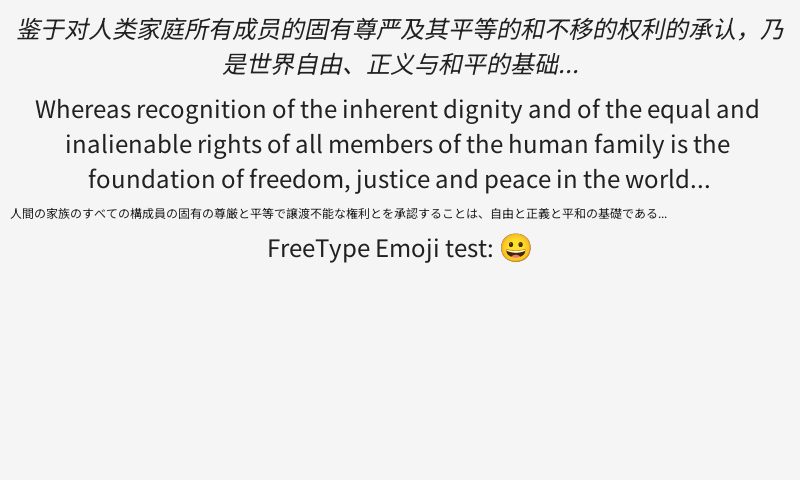 鉴于对人类家庭所有成员的固有尊严及其平等的和不移的权利的承认，乃
是世界自由、正义与和平的基础...
Whereas recognition of the inherent dignity and of the equal and
inalienable rights of all members of the human family is the
foundation of freedom, justice and peace in the world...
人間の家族のすべての構成員の固有の尊厳と平等で譲渡不能な権利とを承認することは、自由と正義と平和の基礎である...
FreeType Emoji test: 😀